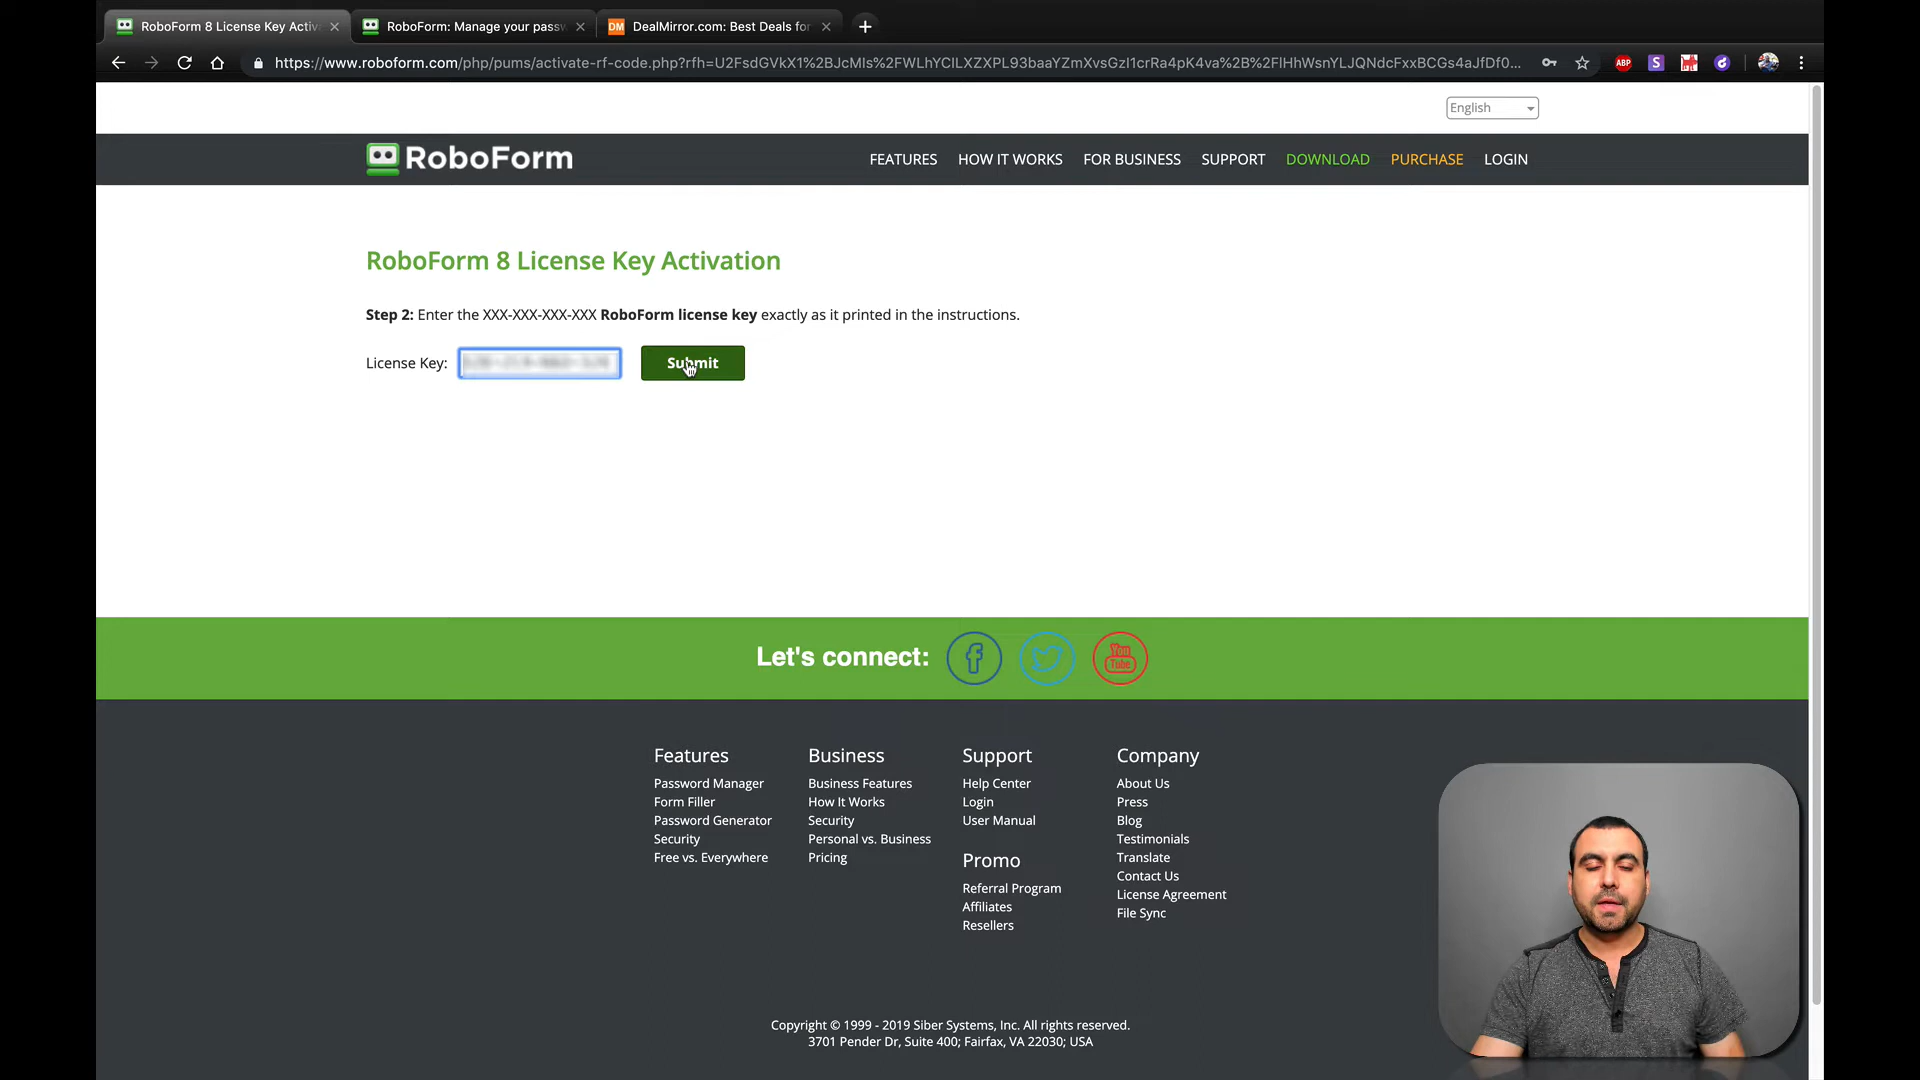 RoboForm 8 License Key Activ
RoboForm: Manage your passw
DM DealMirror.com: Best Deals for
https://www.roboform.com/php/pums/activate-rf-code.php?rfh=
ABP
S
English
RoboForm
FEATURES HOW IT WORKS FOR BUSINESS SUPPORT DOWNLOAD PURCHASE LOGIN
RoboForm 8 License Key Activation
Step 2: Enter the XXX-XXX-XXX-XXX RoboForm license key exactly as it printed in the instructions.
License Key:
Submit
Let's connect:
f
You
Tube
Features
Password Manager
Form Filler
Password Generator
Security
Free vs. Everywhere
Business
Business Features
How It Works
Security
Personal vs. Business
Pricing
Support
Help Center
Login
User Manual
Promo
Referral Program
Affiliates
Resellers
Company
About Us
Press
Blog
Testimonials
Translate
Contact Us
License Agreement
File Sync
Copyright © 1999 - 2019 Siber Systems, Inc. All rights reserved.
3701 Pender Dr, Suite 400; Fairfax, VA 22030; USA